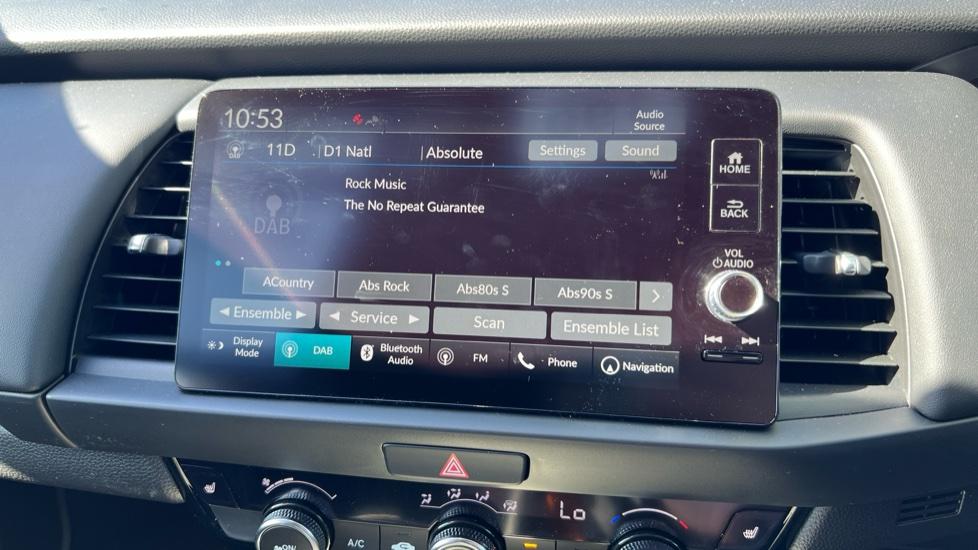 10:53
Audio
Source
DAB 11D D1 Natl Absolute Settings Sound
Rock Music
The No Repeat Guarantee
DAB
HOME
BACK
VOL
AUDIO
ACountry Abs Rock Abs80s S Abs90s S
Ensemble Service Scan Ensemble List
Display
Mode
DAB
Bluetooth
Audio
FM
Phone
Navigation
Lo
ON/
A/C